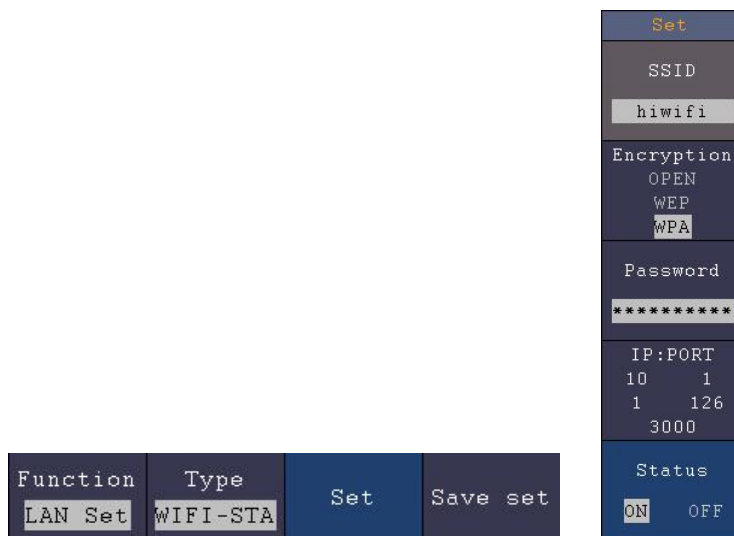 Set
SSID
hiwifi
Encryption
OPEN
WEP
WPA
Password
**********
IP:PORT
10 1
1 126
3000
Status
ON OFF
Function Type Set Save set
LAN Set WIFI-STA